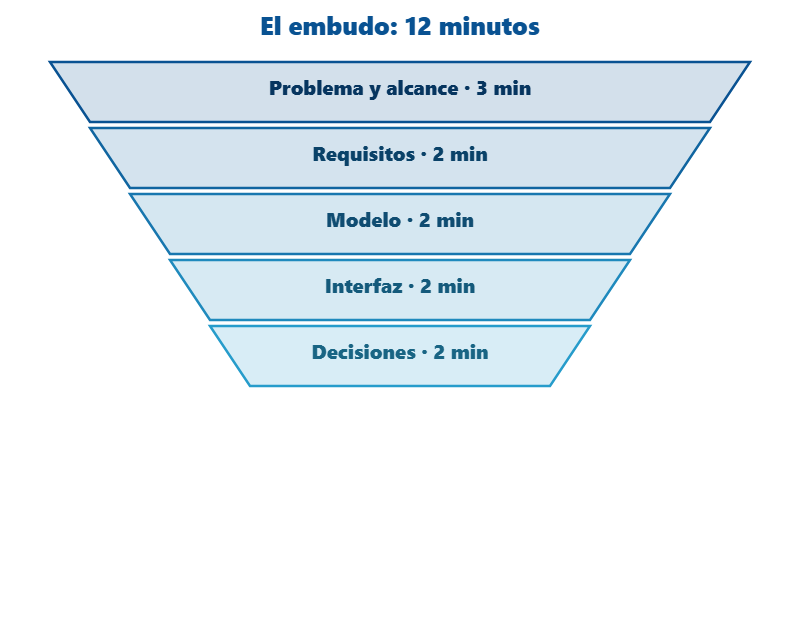 El embudo: 12 minutos
Problema y alcance · 3 min
Requisitos · 2 min
Modelo · 2 min
Interfaz · 2 min
Decisiones · 2 min